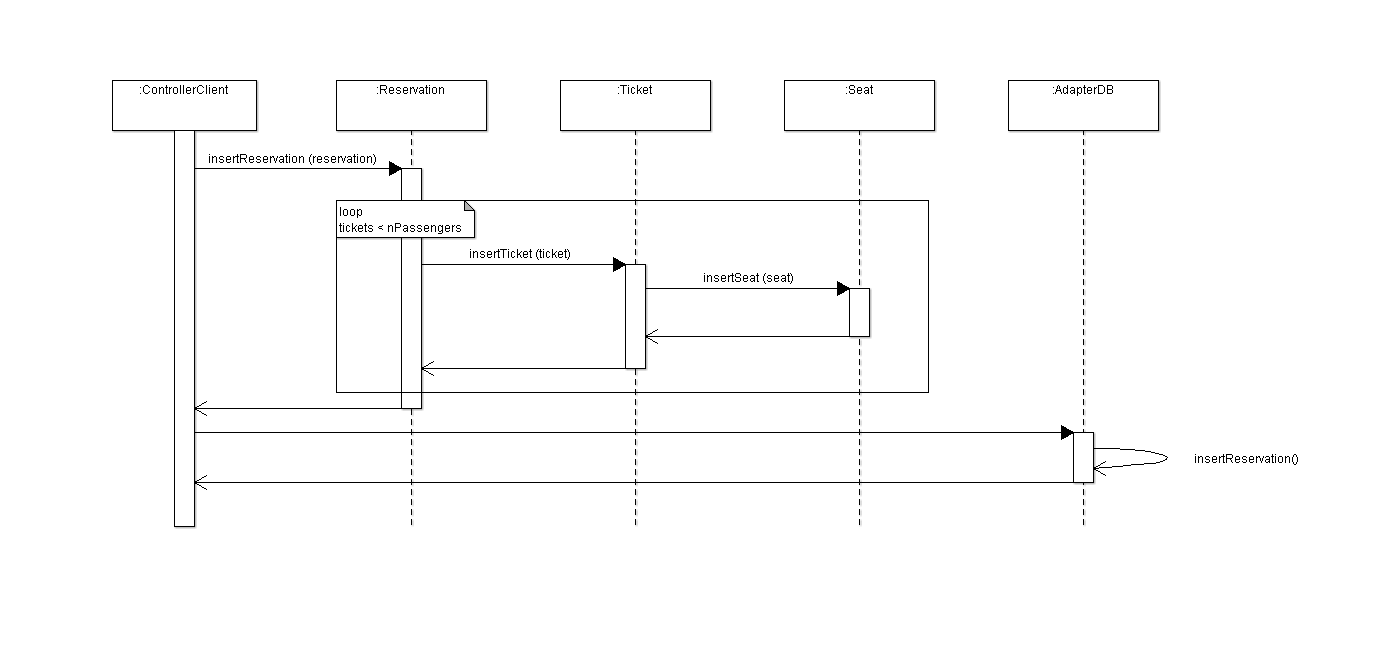 :ControllerClient
:Reservation
:Ticket
:Seat
:AdapterDB
insertReservation (reservation)
loop
tickets < nPassengers
insertTicket (ticket)
insertSeat (seat)
insertReservation()